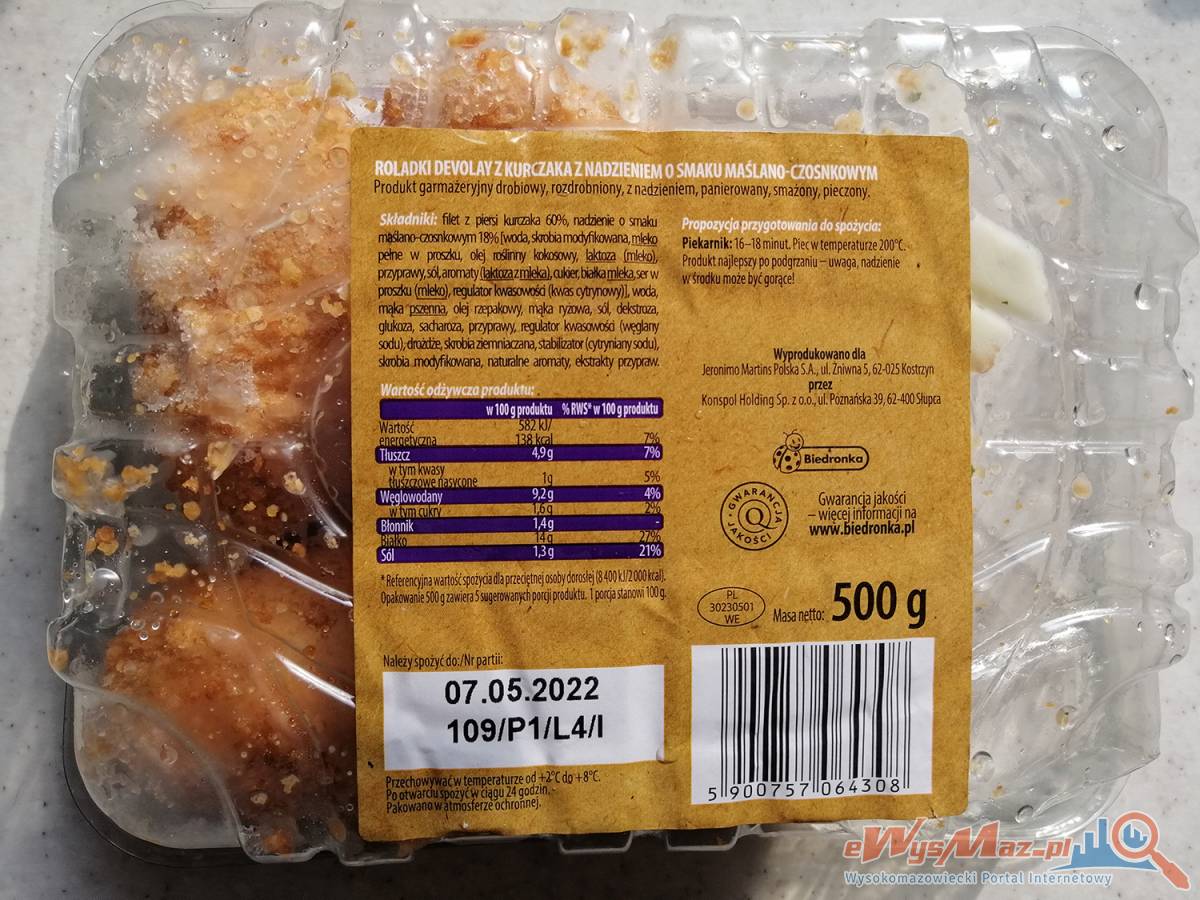 ROLADKI DEVOLAY Z KURCZAKA Z NADZIENIEM O SMAKU MAŚLANO-CZOSNKOWYM
Produkt garmażeryjny drobiowy, rozdrobniony, z nadzieniem, panierowany, smażony, pieczony.
Składniki: filet z piersi kurczaka 60%, nadzienie o smaku
maślano-czosnkowym 18% [woda, skrobia modyfikowana, mleko
pełne w proszku, olej roślinny kokosowy, laktoza (mleko),
przyprawy, sól, aromaty (laktoza z mleka), cukier, białka mleka, ser w
proszku (mleko), regulator kwasowości (kwas cytrynowy)], woda,
mąka pszenna, olej rzepakowy, mąka ryżowa, sól, dekstroza,
glukoza, sacharoza, przyprawy, regulator kwasowości (węglany
sodu), drożdże, skrobia ziemniaczana, stabilizator (cytryniany sodu),
skrobia modyfikowana, naturalne aromaty, ekstrakty przypraw.
Wartość odżywcza produktu:
w 100 g produktu % RWS* w 100 g produktu
Wartość 582 kJ/
energetyczna 138 kcal 7%
Tłuszcz 4,9 g 7%
w tym kwasy
tłuszczowe nasycone 1g 5%
Węglowodany 9,2 g 4%
w tym cukry 1,6 g 2%
Błonnik 1,4 g -
Białko 14 g 27%
Sól 1,3 g 21%
* Referencyjna wartość spożycia dla przeciętnej osoby dorosłej (8 400 kJ/2 000 kcal).
Opakowanie 500 g zawiera 5 sugerowanych porcji produktu. 1 porcja stanowi 100 g.
Należy spożyć do:/Nr partii:
07.05.2022
109/P1/L4/I
Przechowywać w temperaturze od +2°C do +8°C.
Po otwarciu spożyć w ciągu 24 godzin.
Pakowano w atmosferze ochronnej.
Propozycja przygotowania do spożycia:
Piekarnik: 16–18 minut. Piec w temperaturze 200°C.
Produkt najlepszy po podgrzaniu – uwaga, nadzienie
w środku może być gorące!
Wyprodukowano dla
Jeronimo Martins Polska S.A., ul. Żniwna 5, 62-025 Kostrzyn
przez
Konspol Holding Sp. z o.o., ul. Poznańska 39, 62-400 Słupca
Biedronka
GWARANCJA
Q
JAKOŚCI
Gwarancja jakości
– więcej informacji na
www.biedronka.pl
PL
30230501
WE
Masa netto: 500 g
5 900757 064308
eWysMaz.pl
Wysokomazowiecki Portal Internetowy